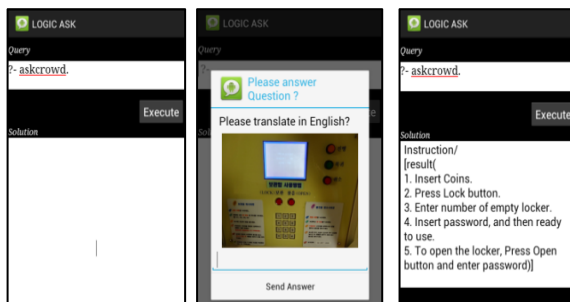 LOGIC ASK
Query
?- askcrowd.
Execute
Solution
LOGIC ASK
Query
?-
Please answer
Question ?
Please translate in English?
Send Answer
LOGIC ASK
Query
?- askcrowd.
Execute
Solution
Instruction/
[result(
1. Insert Coins.
2. Press Lock button.
3. Enter number of empty locker.
4. Insert password, and then ready
to use.
5. To open the locker, Press Open
button and enter password)]